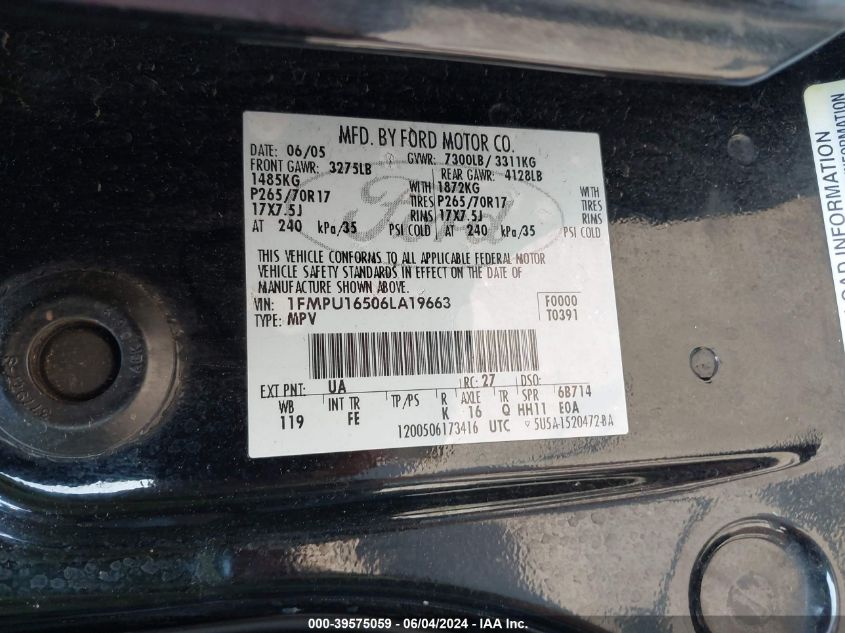 MFD. BY FORD MOTOR CO.
DATE: 06/05 GVWR: 7300LB/ 3311KG
FRONT GAWR: 3275LB REAR GAWR: 4128LB
1485KG WITH 1872KG WITH
P265/70R17 TIRES P265/70R17 TIRES
17X7.5J RINS 17X7.5J RINS
AT 240 kPa/35 PSI COLD AT 240 kPa/35 PSI COLD
Ford
THIS VEHICLE CONFORMS TO ALL APPLICABLE FEDERAL MOTOR
VEHICLE SAFETY STANDARDS IN EFFECT ON THE DATE OF
MANUFACTURE SHOWN ABOVE.
VIN: 1FMPU16506LA19663 F0000
TYPE: MPV T0391
EXT PNT: UA RC: 27 DSO:
WB INT TR TP/PS R AXLE TR SPR 6B714
119 FE K 16 Q HH11 E0A
1200506173416 UTC 5U5A-1520472-BA
LOAD INFORMATION
INFORMATION
000-39575059 - 06/04/2024 - IAA Inc.